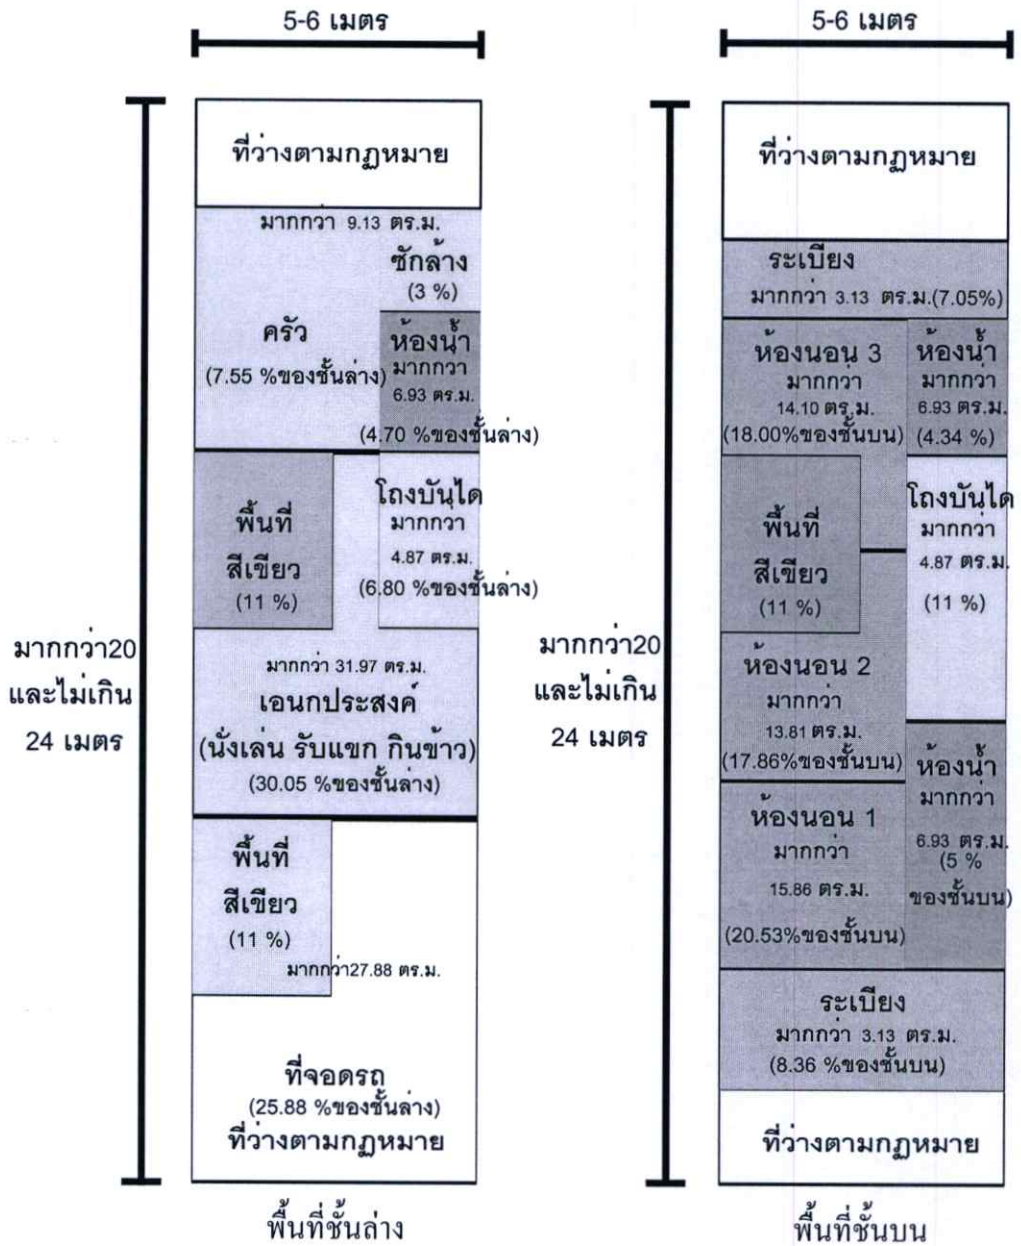 5-6 เมตร
ที่ว่างตามกฎหมาย
มากกว่า 9.13 ตร.ม.
ซักล้าง
(3 %)
ครัว
(7.55 %ของชั้นล่าง)
ห้องน้ำ
มากกว่า
6.93 ตร.ม.
(4.70 %ของชั้นล่าง)
พื้นที่
สีเขียว
(11 %)
โถงบันได
มากกว่า
4.87 ตร.ม.
(6.80 %ของชั้นล่าง)
มากกว่า20
และไม่เกิน
24 เมตร
มากกว่า 31.97 ตร.ม.
เอนกประสงค์
(นั่งเล่น รับแขก กินข้าว)
(30.05 %ของชั้นล่าง)
พื้นที่
สีเขียว
(11 %)
มากกว่า27.88 ตร.ม.
ที่จอดรถ
(25.88 %ของชั้นล่าง)
ที่ว่างตามกฎหมาย
พื้นที่ชั้นล่าง
5-6 เมตร
ที่ว่างตามกฎหมาย
ระเบียง
มากกว่า 3.13 ตร.ม.(7.05%)
ห้องนอน 3
มากกว่า
14.10 ตร.ม.
(18.00%ของชั้นบน)
ห้องน้ำ
มากกว่า
6.93 ตร.ม.
(4.34 %)
พื้นที่
สีเขียว
(11 %)
โถงบันได
มากกว่า
4.87 ตร.ม.
(11 %)
มากกว่า20
และไม่เกิน
24 เมตร
ห้องนอน 2
มากกว่า
13.81 ตร.ม.
(17.86%ของชั้นบน)
ห้องนอน 1
มากกว่า
15.86 ตร.ม.
(20.53%ของชั้นบน)
ห้องน้ำ
มากกว่า
6.93 ตร.ม.
(5 %
ของชั้นบน)
ระเบียง
มากกว่า 3.13 ตร.ม.
(8.36 %ของชั้นบน)
ที่ว่างตามกฎหมาย
พื้นที่ชั้นบน